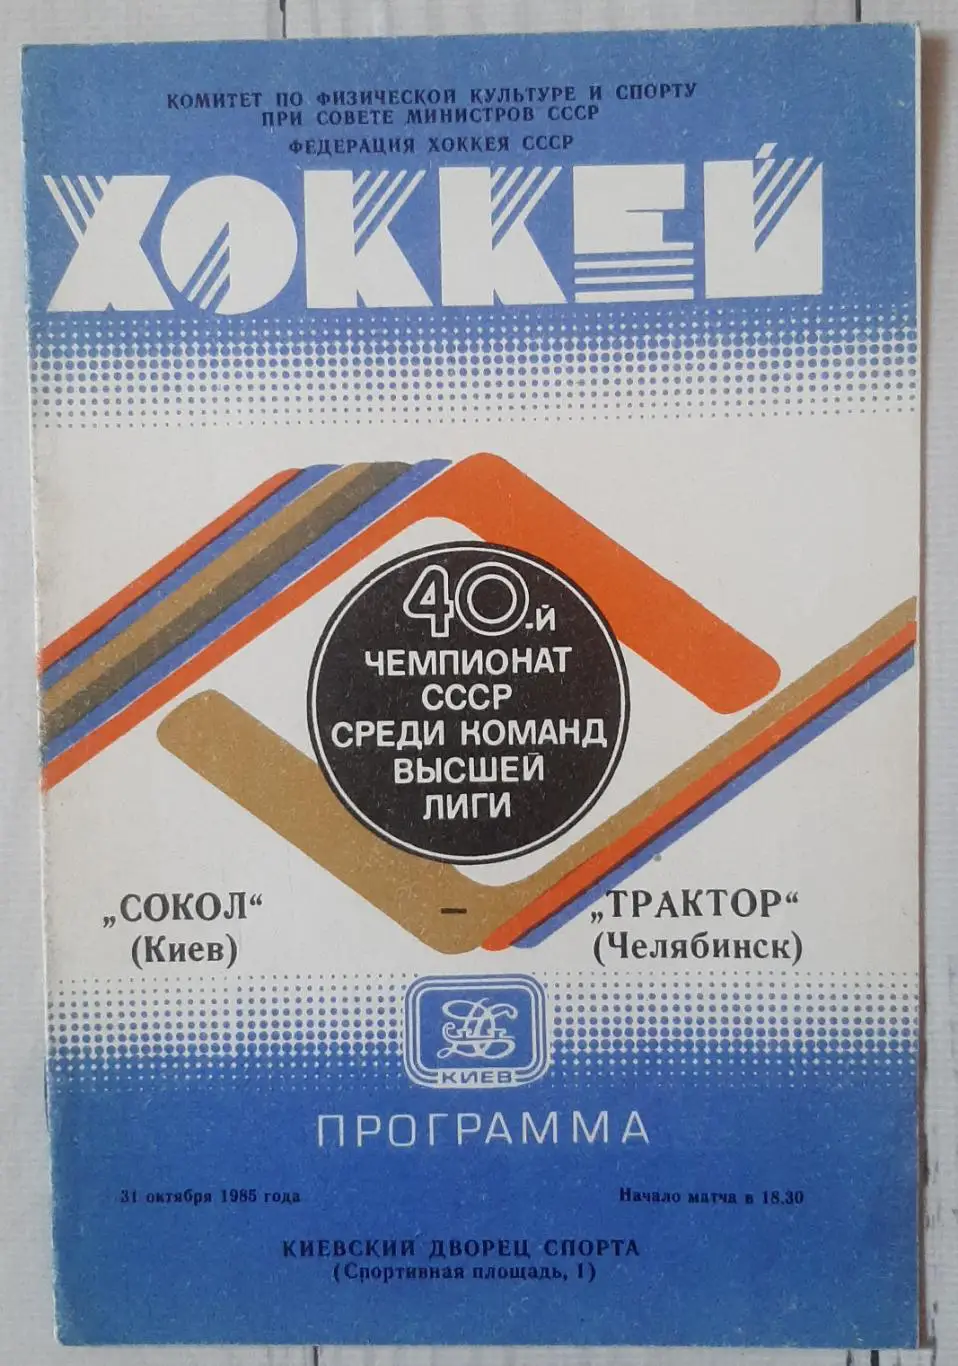 КОМИТЕТ ПО ФИЗИЧЕСКОЙ КУЛЬТУРЕ И СПОРТУ
ПРИ СОВЕТЕ МИНИСТРОВ СССР
ФЕДЕРАЦИЯ ХОККЕЯ СССР
ХОККЕЙ
40-й
ЧЕМПИОНАТ
СССР
СРЕДИ КОМАНД
ВЫСШЕЙ
ЛИГИ
„СОКОЛ“ – „ТРАКТОР“
(Киев) (Челябинск)
КИЕВ
ПРОГРАММА
31 октября 1985 года Начало матча в 18.30
КИЕВСКИЙ ДВОРЕЦ СПОРТА
(Спортивная площадь, 1)